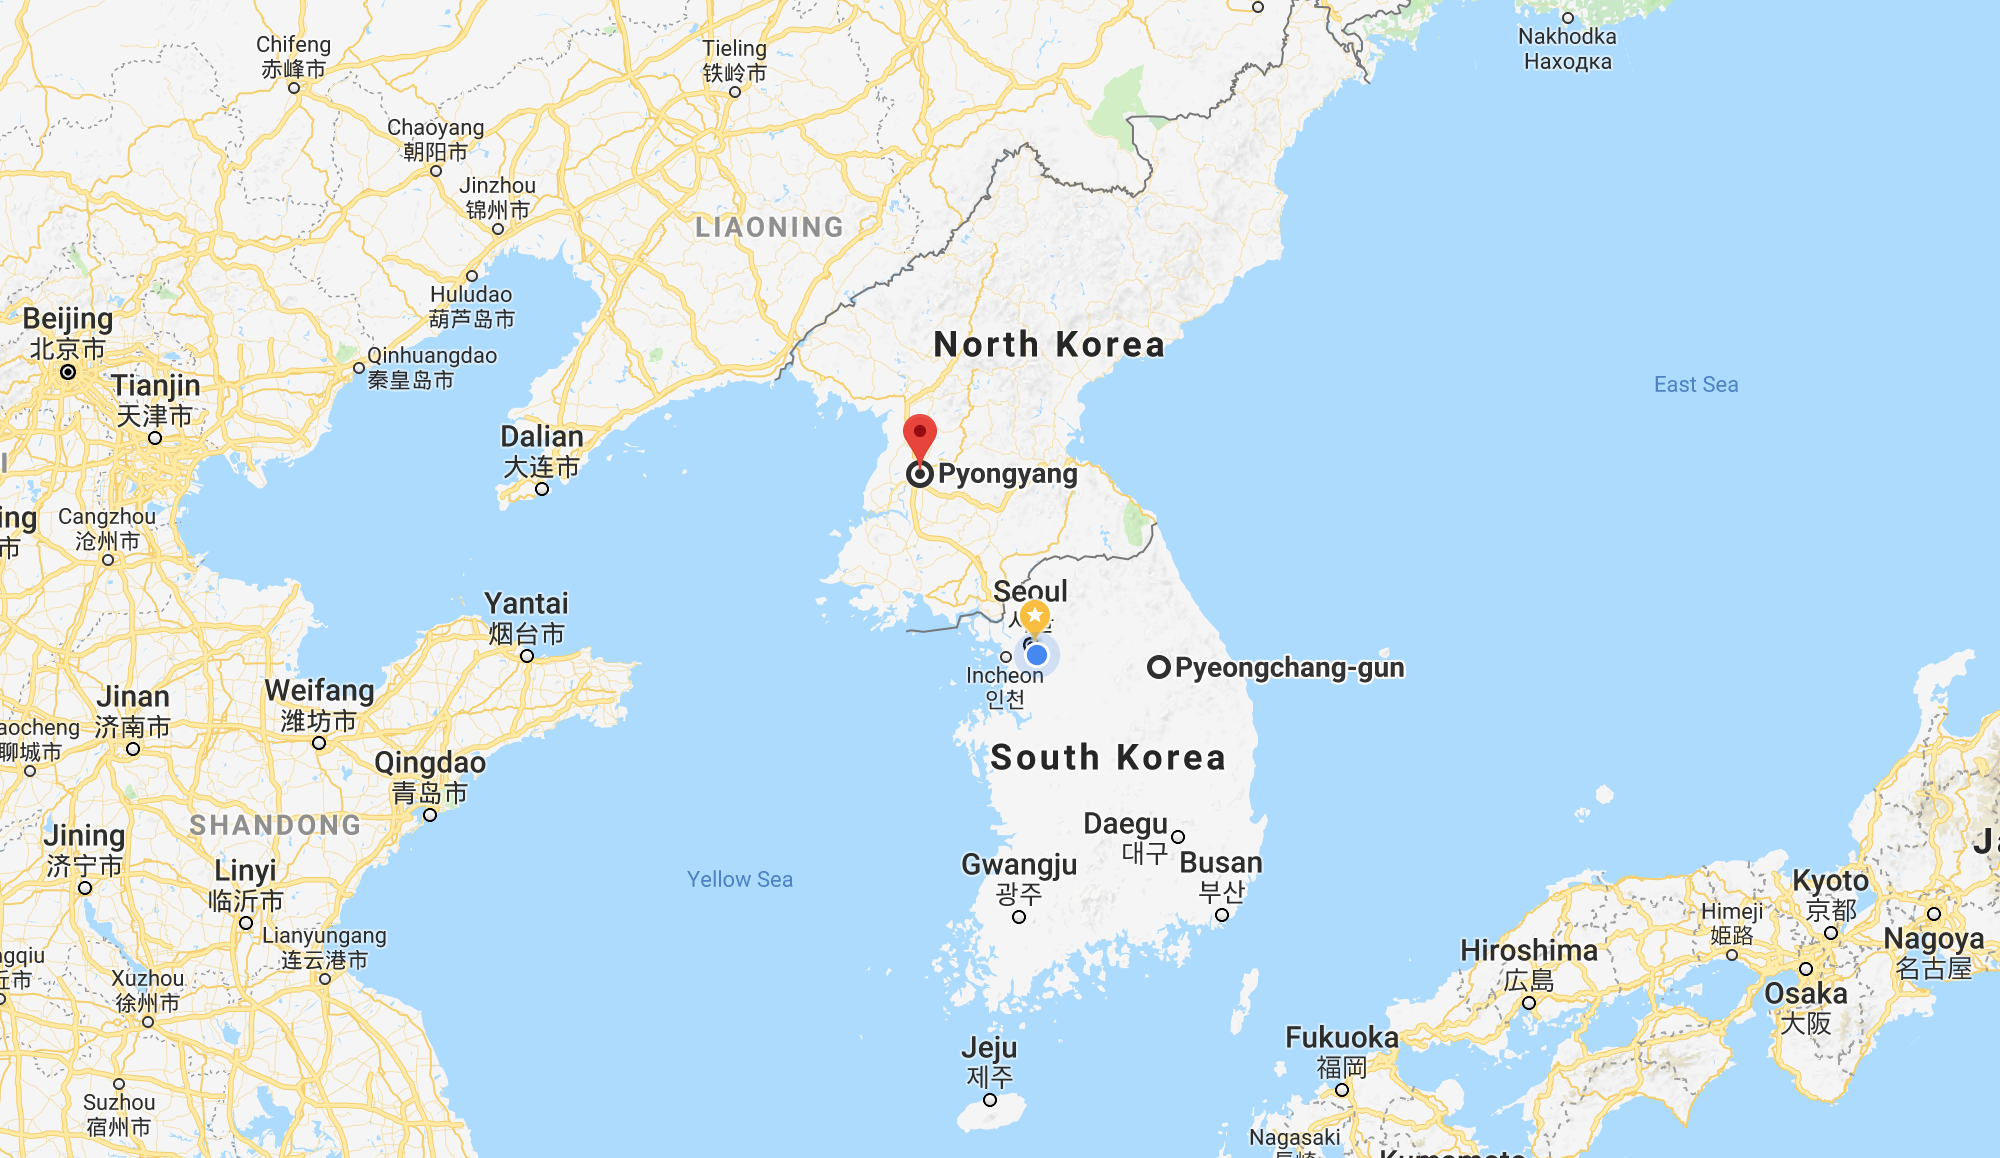 Chifeng
赤峰市
Tieling
铁岭市
Nakhodka
Находка
Chaoyang
朝阳市
Jinzhou
锦州市
LIAONING
Huludao
葫芦岛市
Beijing
北京市
Qinhuangdao
秦皇岛市
Tianjin
天津市
North Korea
East Sea
Dalian
大连市
Pyongyang
ing
市
Cangzhou
沧州市
Seoul
Yantai
烟台市
Incheon
인천
Pyeongchang-gun
Jinan
济南市
Weifang
潍坊市
aocheng
聊城市
Qingdao
青岛市
South Korea
SHANDONG
Jining
济宁市
Linyi
临沂市
Daegu
대구
Gwangju
광주
Busan
부산
Yellow Sea
Kyoto
京都
Himeji
姫路
Nagoya
名古屋
Hiroshima
広島
Osaka
大阪
Lianyungang
连云港市
ngqiu
丘市
Xuzhou
徐州市
Jeju
제주
Fukuoka
福岡
Suzhou
宿州市
Nagasaki